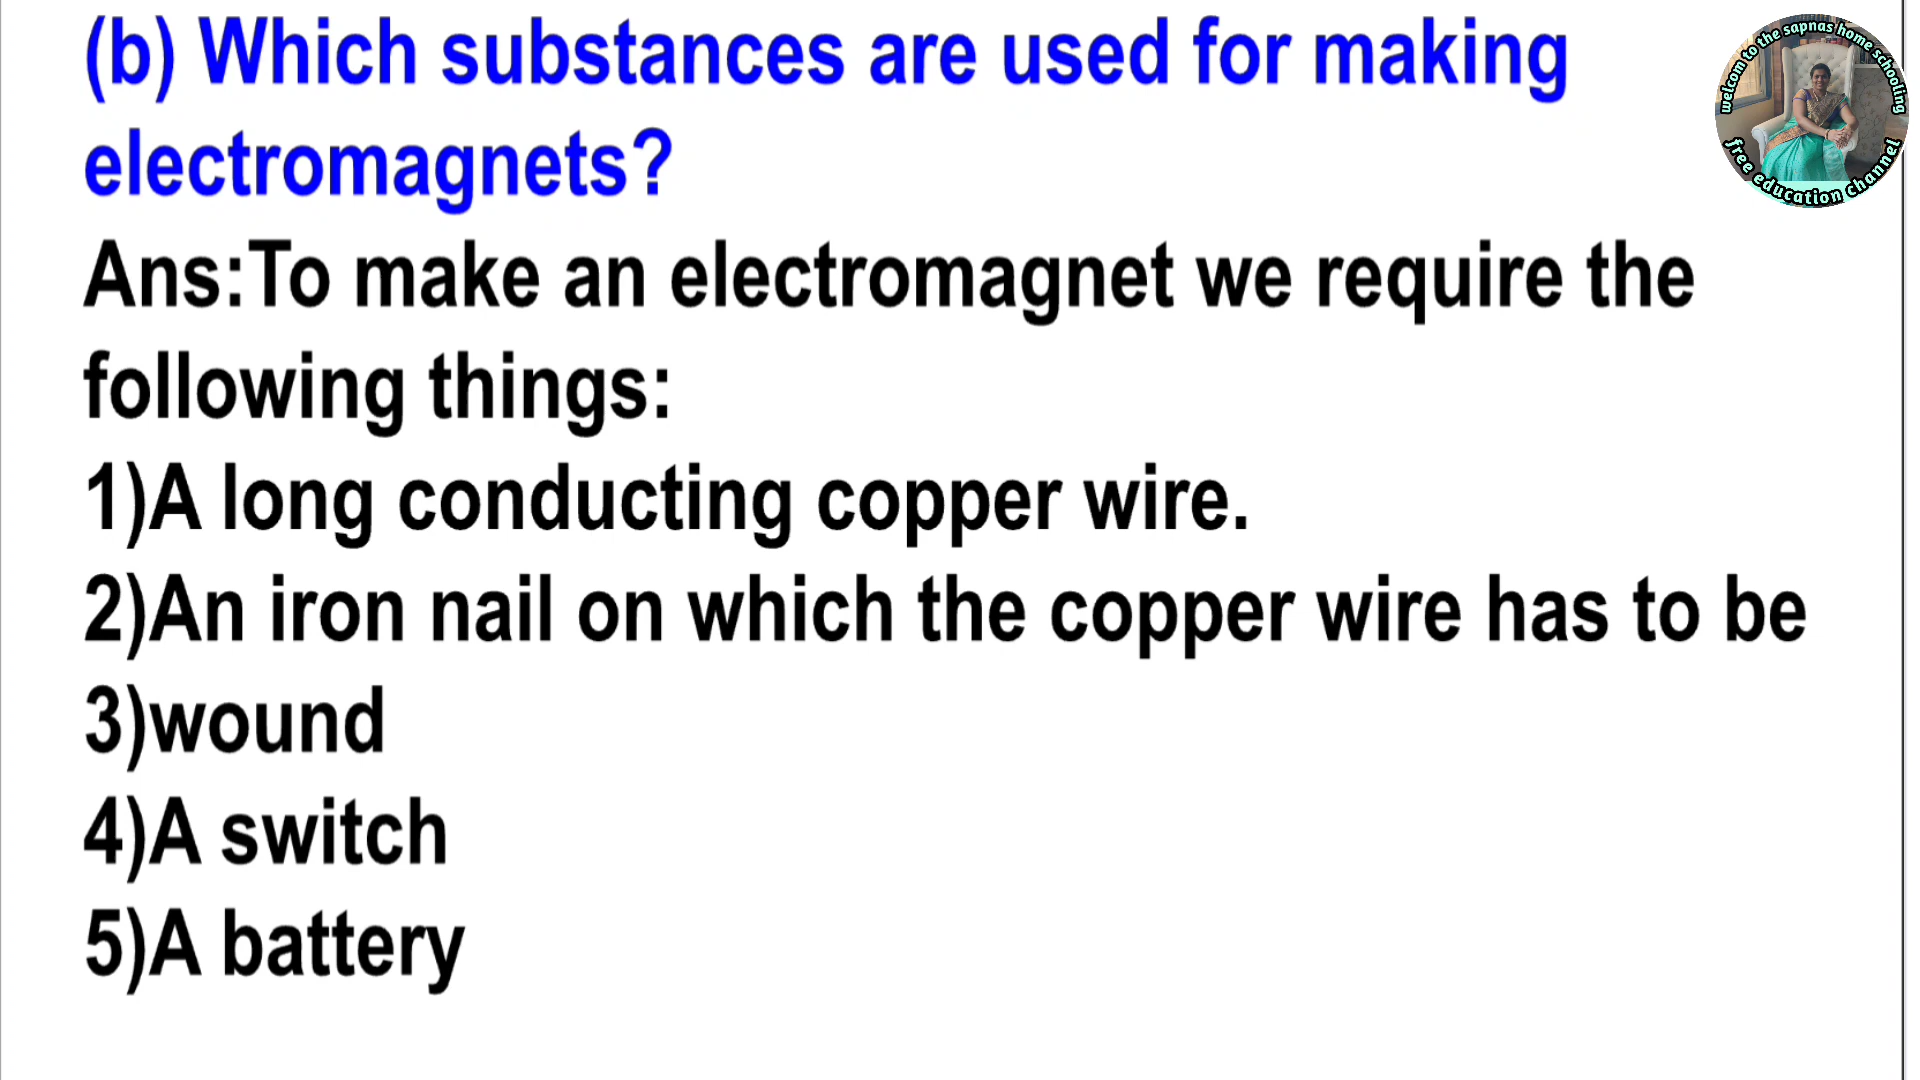 (b) Which substances are used for making
electromagnets?
Ans:To make an electromagnet we require the
following things:
1)A long conducting copper wire.
2)An iron nail on which the copper wire has to be
3)wound
4)A switch
5)A battery
welcom to the sapnas home schooling
free education channel